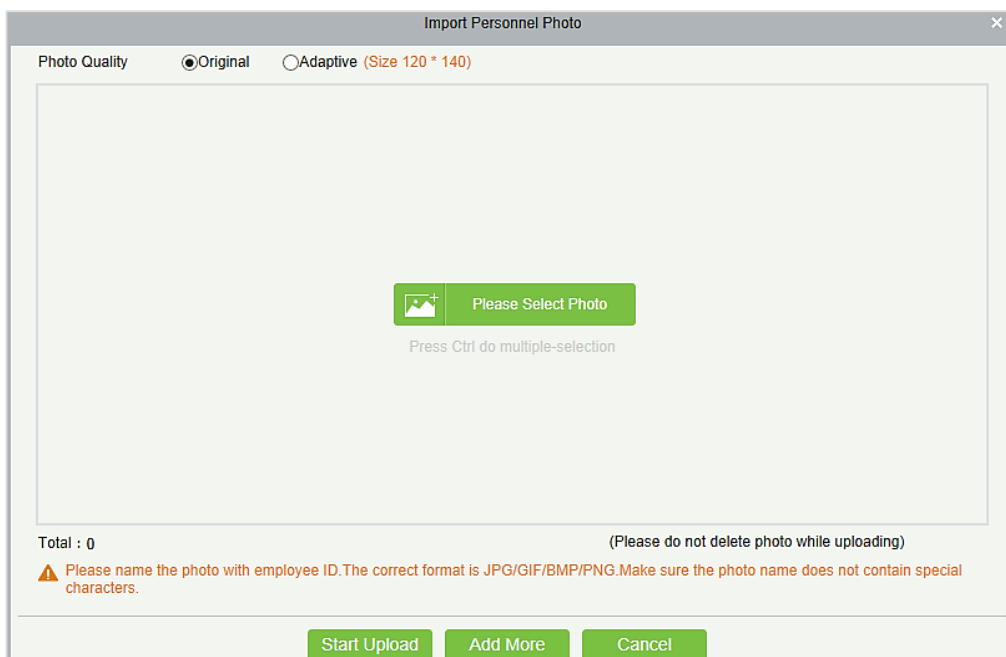 Import Personnel Photo
Photo Quality Original Adaptive (Size 120 * 140)
Please Select Photo
Press Ctrl do multiple-selection
Total : 0 (Please do not delete photo while uploading)
Please name the photo with employee ID.The correct format is JPG/GIF/BMP/PNG.Make sure the photo name does not contain special
characters.
Start Upload Add More Cancel